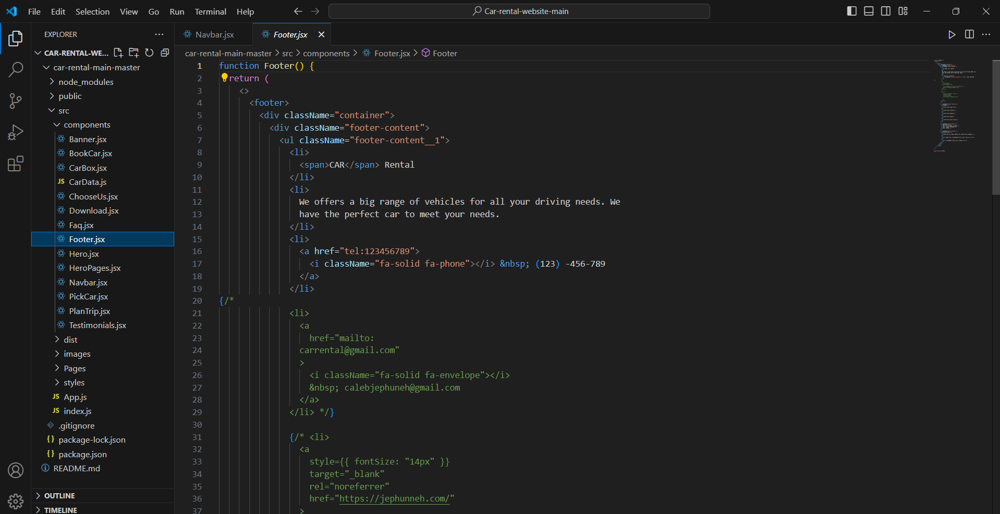 File Edit Selection View Go Run Terminal Help
Car-rental-website-main
EXPLORER
CAR-RENTAL-WE...
car-rental-main-master
node_modules
public
src
components
Banner.jsx
BookCar.jsx
CarBox.jsx
JS CarData.js
ChooseUs.jsx
Download.jsx
Faq.jsx
Footer.jsx
Hero.jsx
HeroPages.jsx
Navbar.jsx
PickCar.jsx
PlanTrip.jsx
Testimonials.jsx
dist
images
Pages
styles
JS App.js
JS index.js
.gitignore
{} package-lock.json
{} package.json
README.md
OUTLINE
TIMELINE
Navbar.jsx
Footer.jsx
car-rental-main-master > src > components > Footer.jsx > Footer
1 function Footer() {
2 return (
3 <>
4 <footer>
5 <div className="container">
6 <div className="footer-content">
7 <ul className="footer-content__1">
8 <li>
9 <span>CAR</span> Rental
10 </li>
11 <li>
12 We offers a big range of vehicles for all your driving needs. We
13 have the perfect car to meet your needs.
14 </li>
15 <li>
16 <a href="tel:123456789">
17 <i className="fa-solid fa-phone"></i> &nbsp; (123) -456-789
18 </a>
19 </li>
20 {/*
21 <li>
22 <a
23 href="mailto:
24 carrental@gmail.com"
25 >
26 <i className="fa-solid fa-envelope"></i>
27 &nbsp; calebjephuneh@gmail.com
28 </a>
29 </li> */}
30
31 {/* <li>
32 <a
33 style={{ fontSize: "14px" }}
34 target="_blank"
35 rel="noreferrer"
36 href="https://jephunneh.com/"
37 >